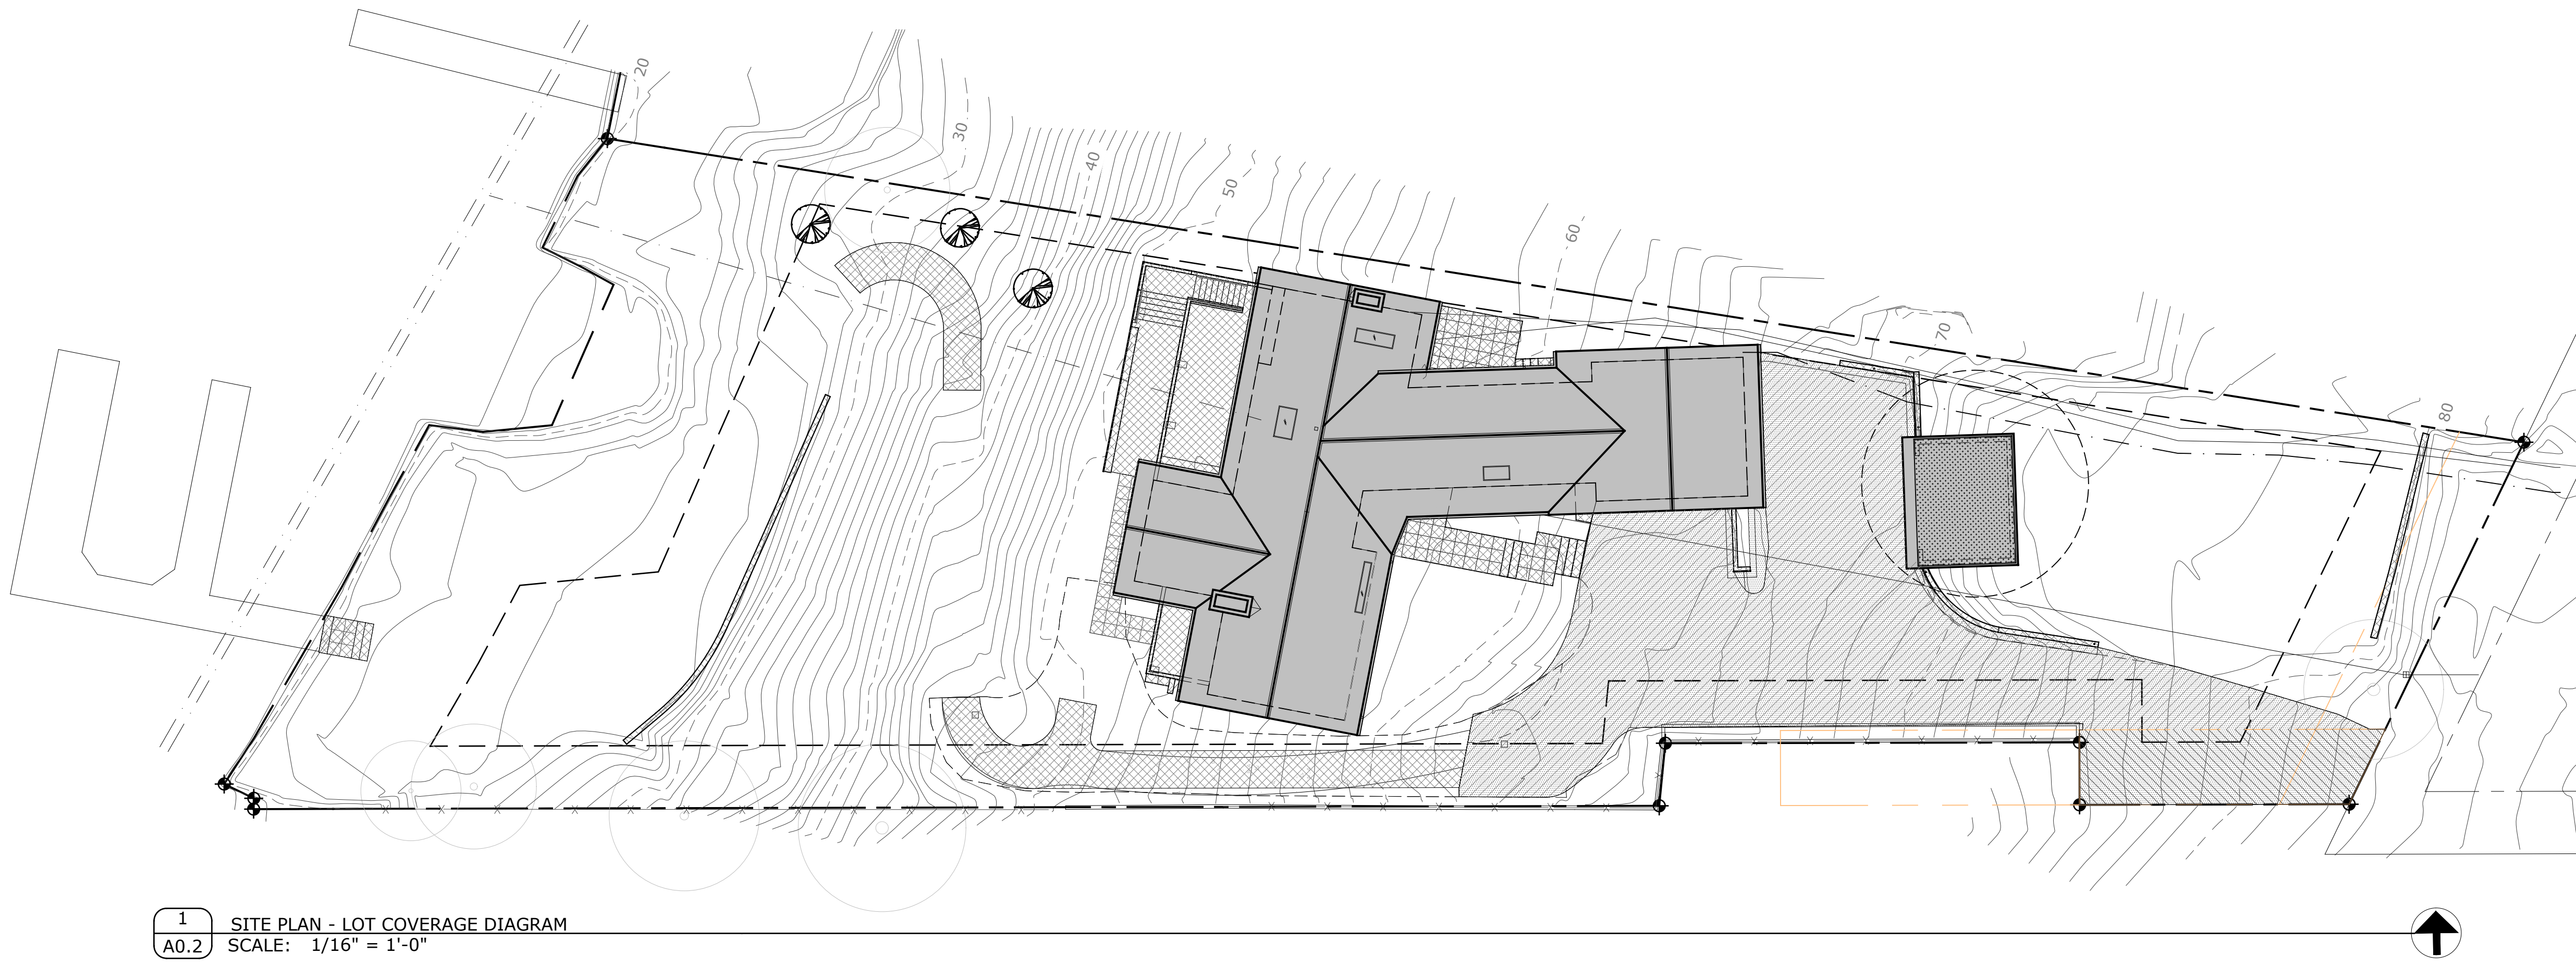 20
30
40
50
60
70
80
1
SITE PLAN - LOT COVERAGE DIAGRAM
A0.2
SCALE: 1/16" = 1'-0"